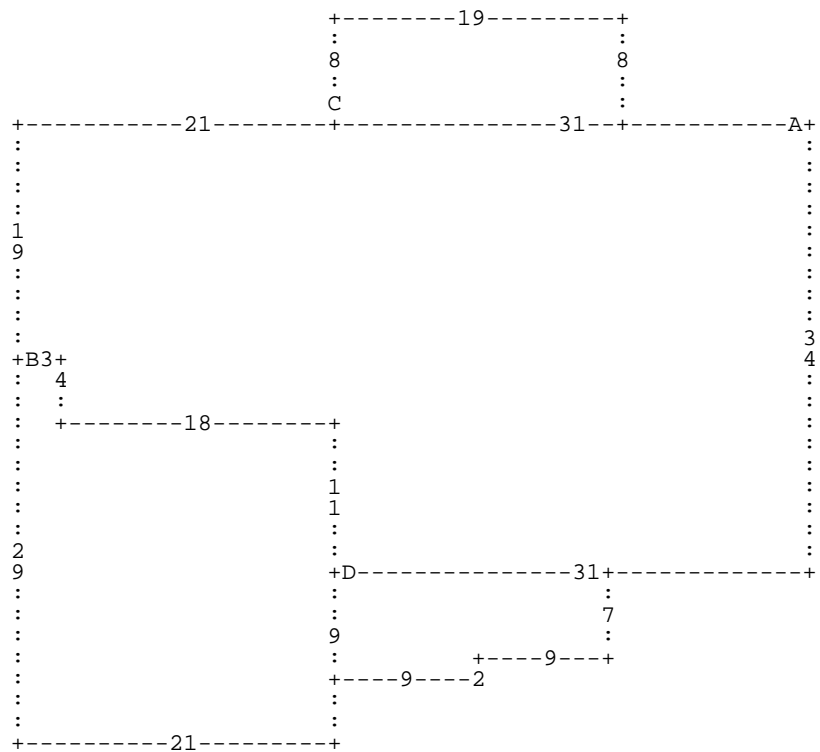 +--------19---------+
                      :                   :
                      8                   8
                      :                   :
                      C                   :
+-----------21--------+---------------31--+-----------A+
:                                                      :
:                                                      :
:                                                      :
:                                                      :
1                                                      :
9                                                      :
:                                                      :
:                                                      :
:                                                      :
:                                                      3
+B3+                                                   4
:  4                                                   :
:  :                                                   :
:  +--------18--------+                                :
:                     :                                :
:                     :                                :
:                     1                                :
:                     1                                :
:                     :                                :
2                     :                                :
9                     +D---------------31+-------------+
:                     :                  :
:                     :                  7
:                     9                  :
:                     :         +----9---+
:                     +----9----2
:                     :
:                     :
+----------21---------+